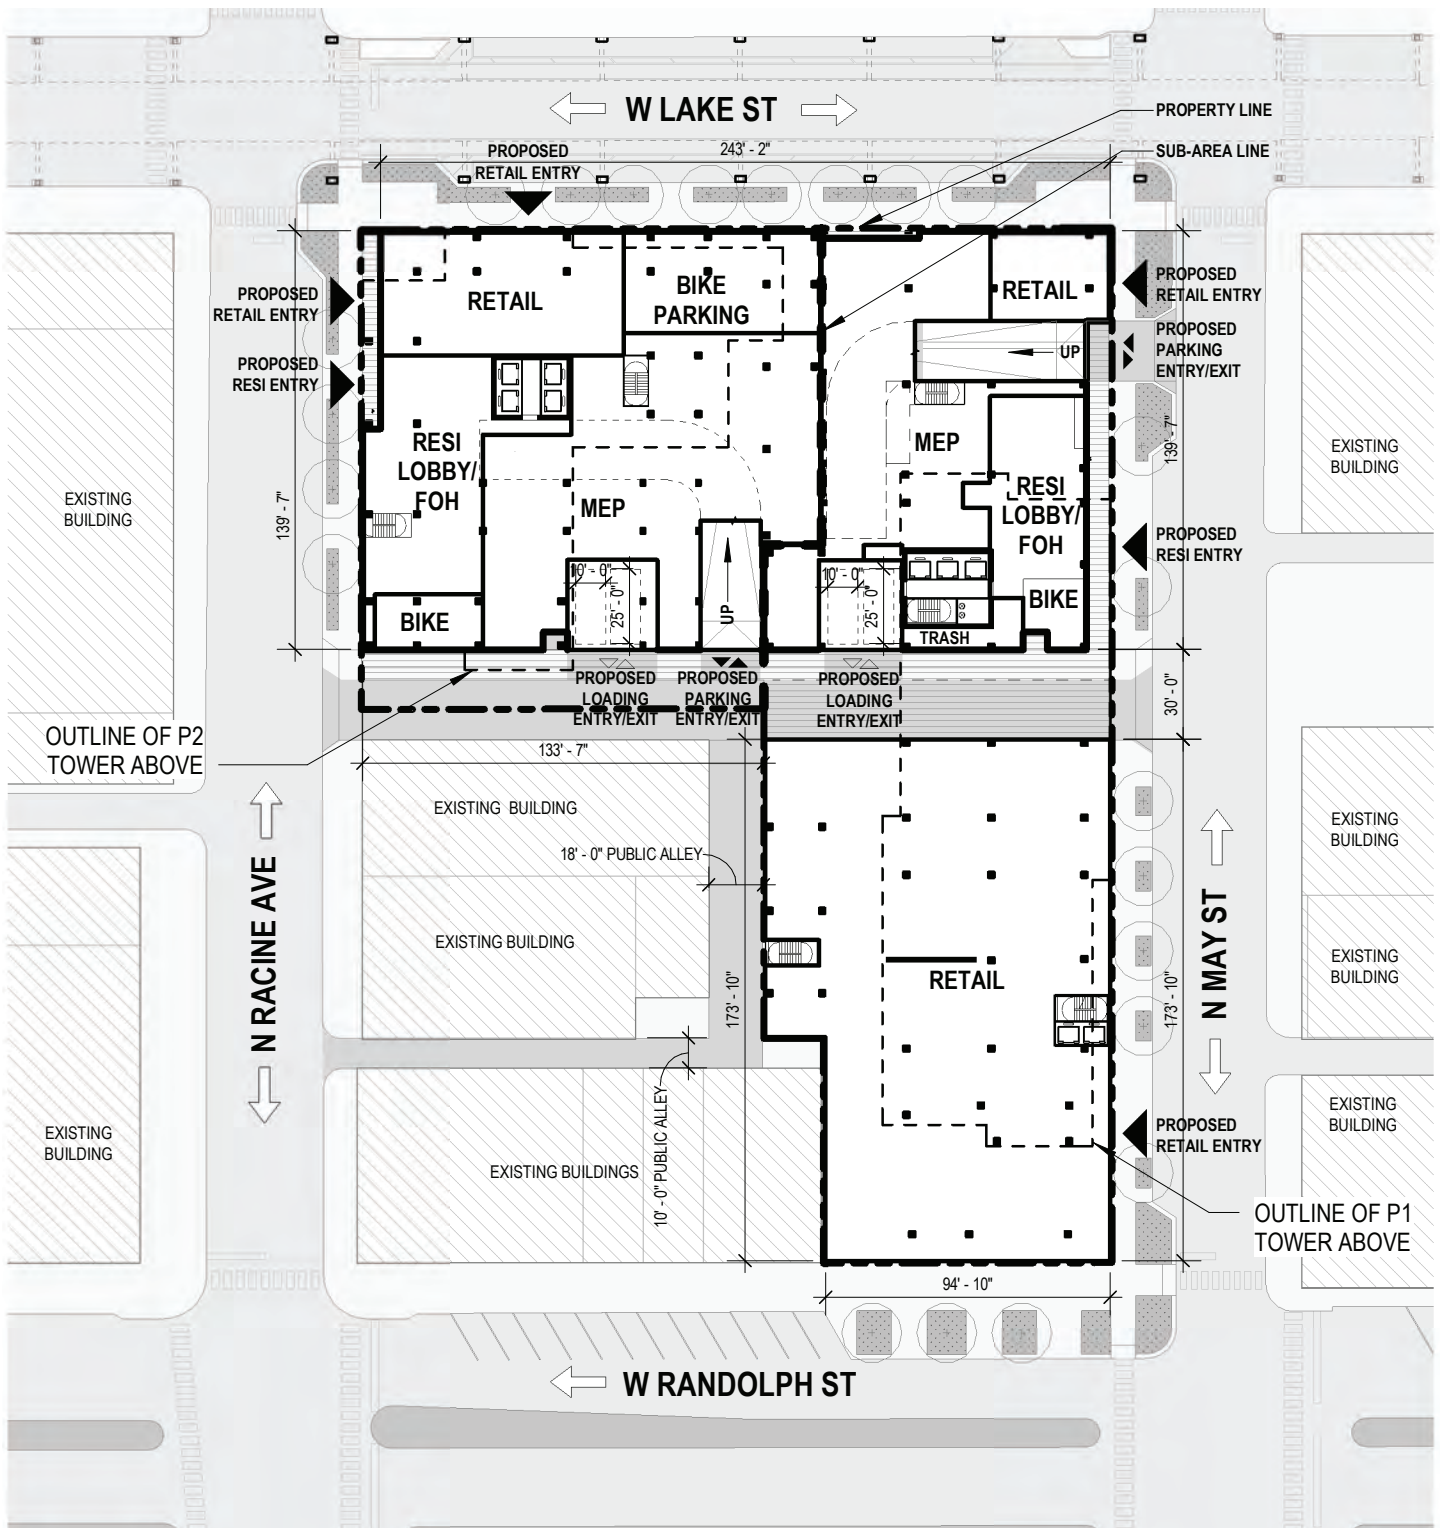 W LAKE ST
PROPERTY LINE
PROPOSED
RETAIL ENTRY
243' - 2"
SUB-AREA LINE
PROPOSED
RETAIL ENTRY
RETAIL
BIKE
PARKING
RETAIL
PROPOSED
RETAIL ENTRY
PROPOSED
RESI ENTRY
UP
PROPOSED
PARKING
ENTRY/EXIT
139' - 7"
139' - 7"
RESI
LOBBY/
FOH
MEP
MEP
RESI
LOBBY/
FOH
EXISTING
BUILDING
EXISTING
BUILDING
PROPOSED
RESI ENTRY
10' - 0"
25' - 0"
UP
10' - 0"
25' - 0"
BIKE
BIKE
TRASH
PROPOSED
LOADING
ENTRY/EXIT
PROPOSED
PARKING
ENTRY/EXIT
PROPOSED
LOADING
ENTRY/EXIT
30' - 0"
OUTLINE OF P2
TOWER ABOVE
133' - 7"
EXISTING BUILDING
18' - 0" PUBLIC ALLEY
EXISTING
BUILDING
N RACINE AVE
EXISTING BUILDING
173' - 10"
RETAIL
173' - 10"
N MAY ST
EXISTING
BUILDING
10' - 0" PUBLIC ALLEY
EXISTING
BUILDING
EXISTING BUILDINGS
PROPOSED
RETAIL ENTRY
EXISTING
BUILDING
OUTLINE OF P1
TOWER ABOVE
94' - 10"
W RANDOLPH ST